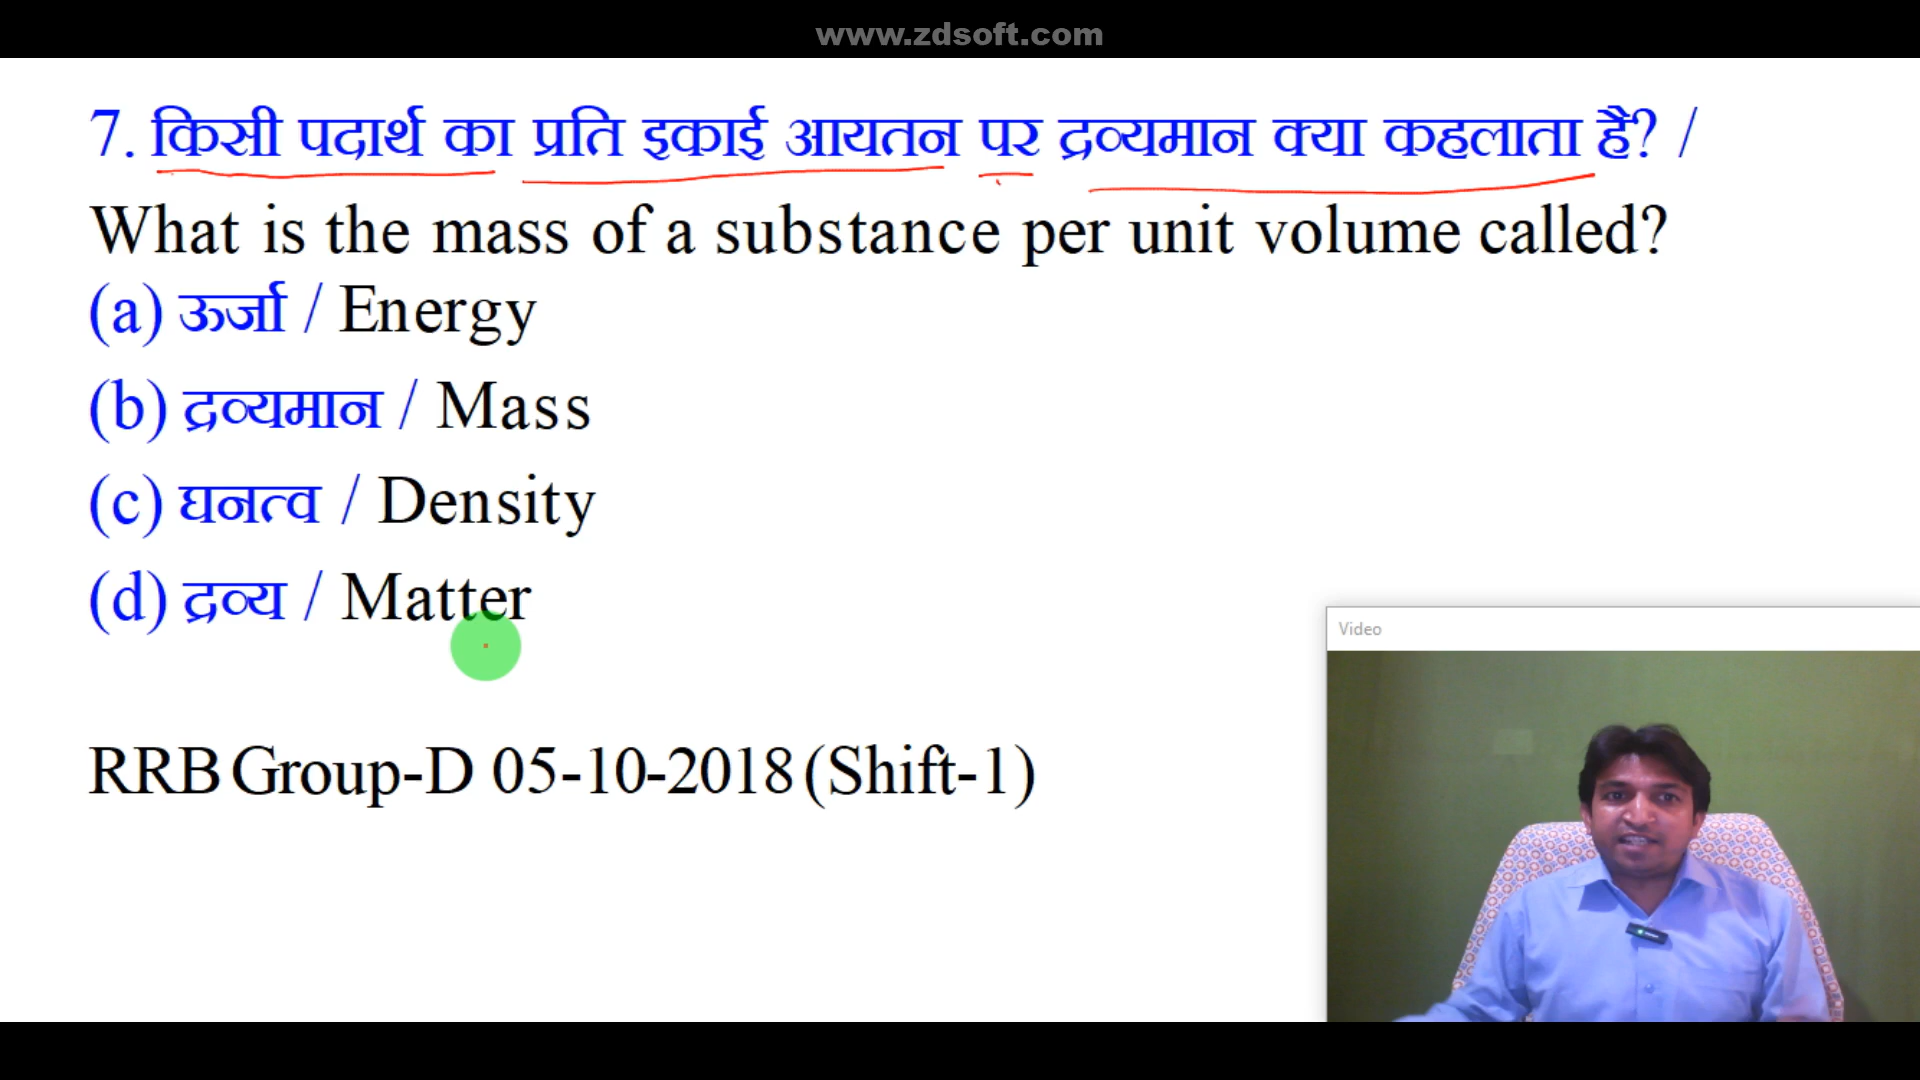 www.zdsoft.com
7. किसी पदार्थ का प्रति इकाई आयतन पर द्रव्यमान क्या कहलाता है? /
What is the mass of a substance per unit volume called?
(a) ऊर्जा / Energy
(b) द्रव्यमान / Mass
(c) घनत्व / Density
(d) द्रव्य / Matter
RRB Group-D 05-10-2018 (Shift-1)
Video